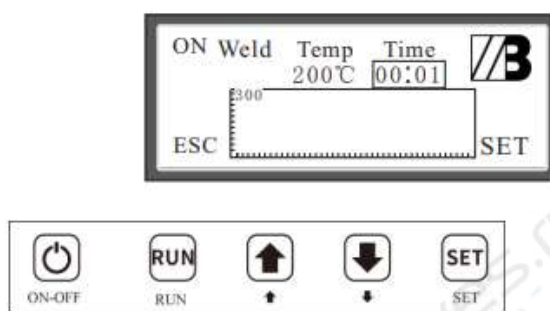 ON Weld Temp Time
200℃ 00:01
300
ESC SET
RUN SET
ON-OFF RUN SET